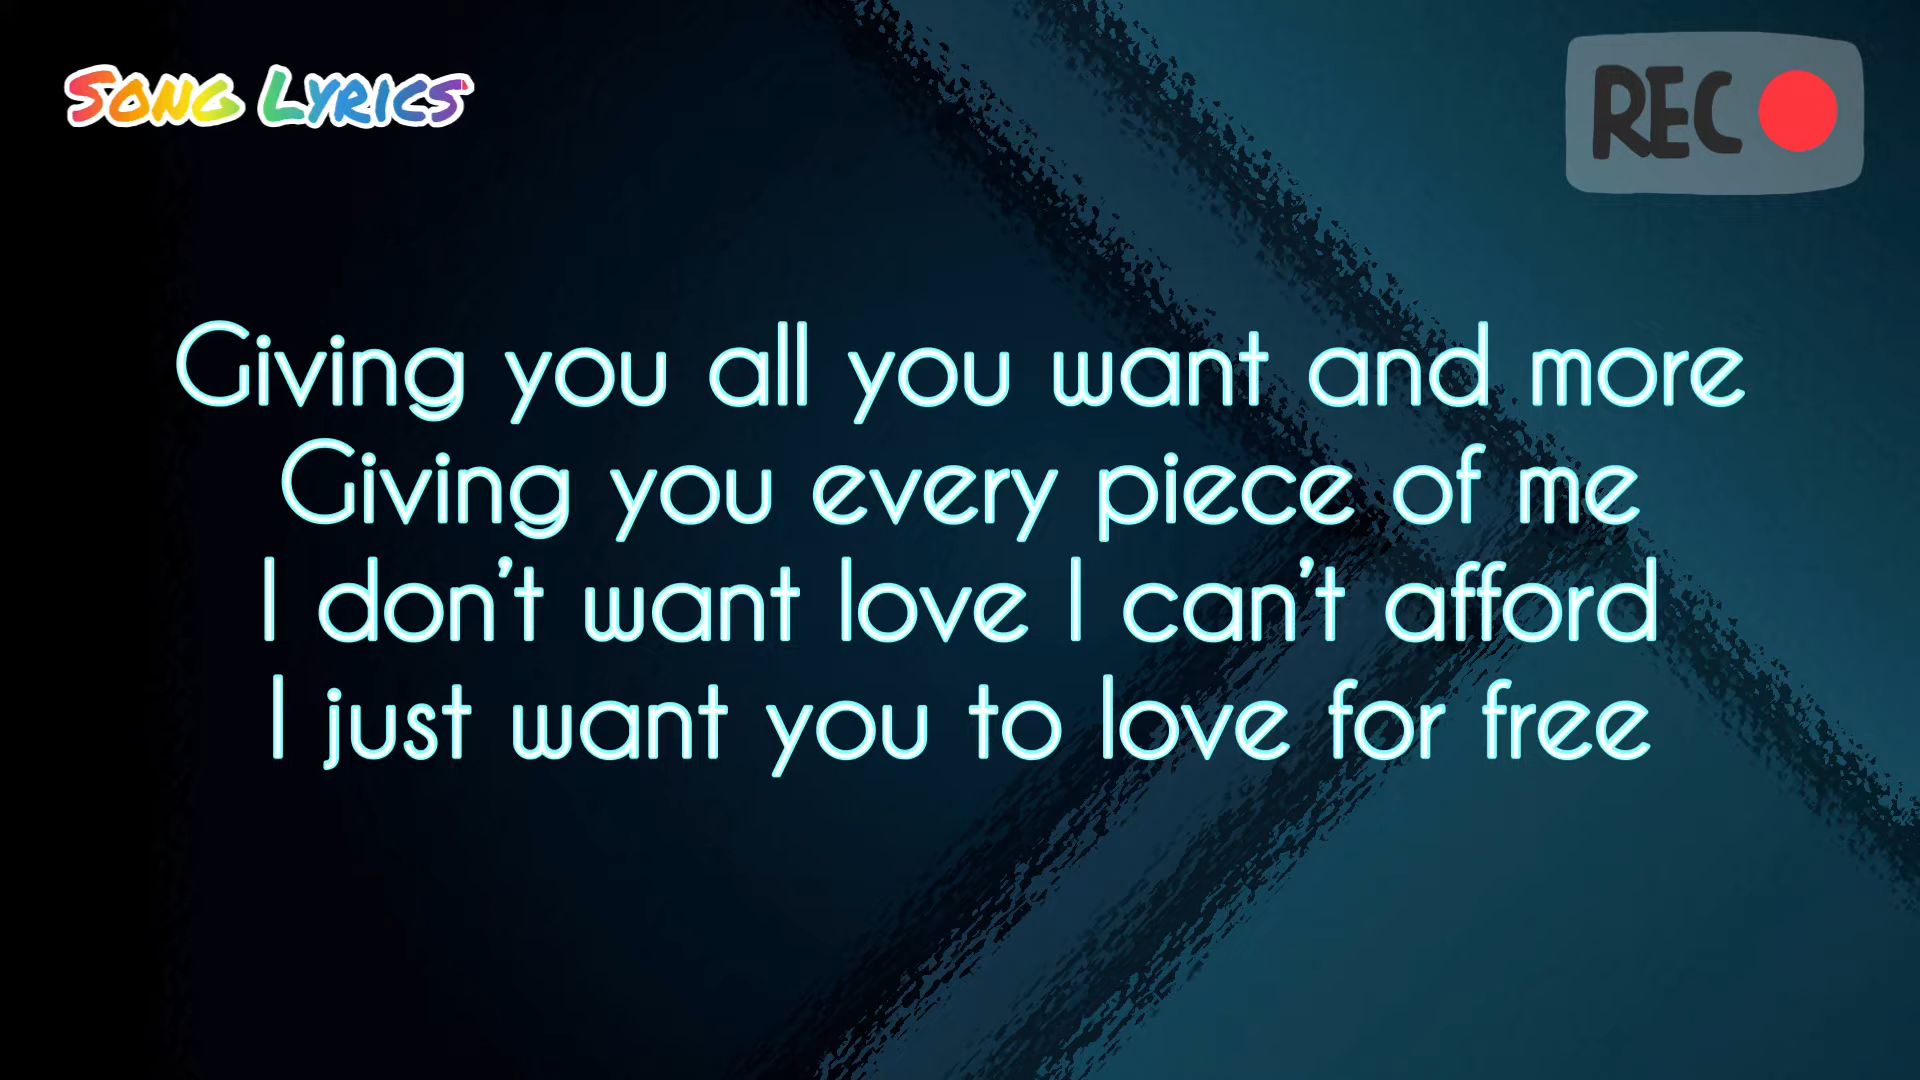 Song Lyrics
REC
Giving you all you want and more
Giving you every piece of me
I don't want love I can't afford
I just want you to love for free